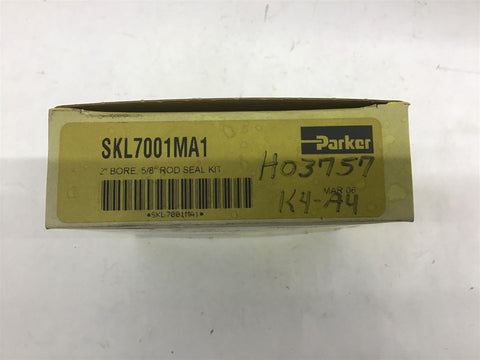 SKL7001MA1
Parker
2" BORE, 5/8" ROD SEAL KIT
H03757
MAR 06
K4-A4
*SKL7001MA1*